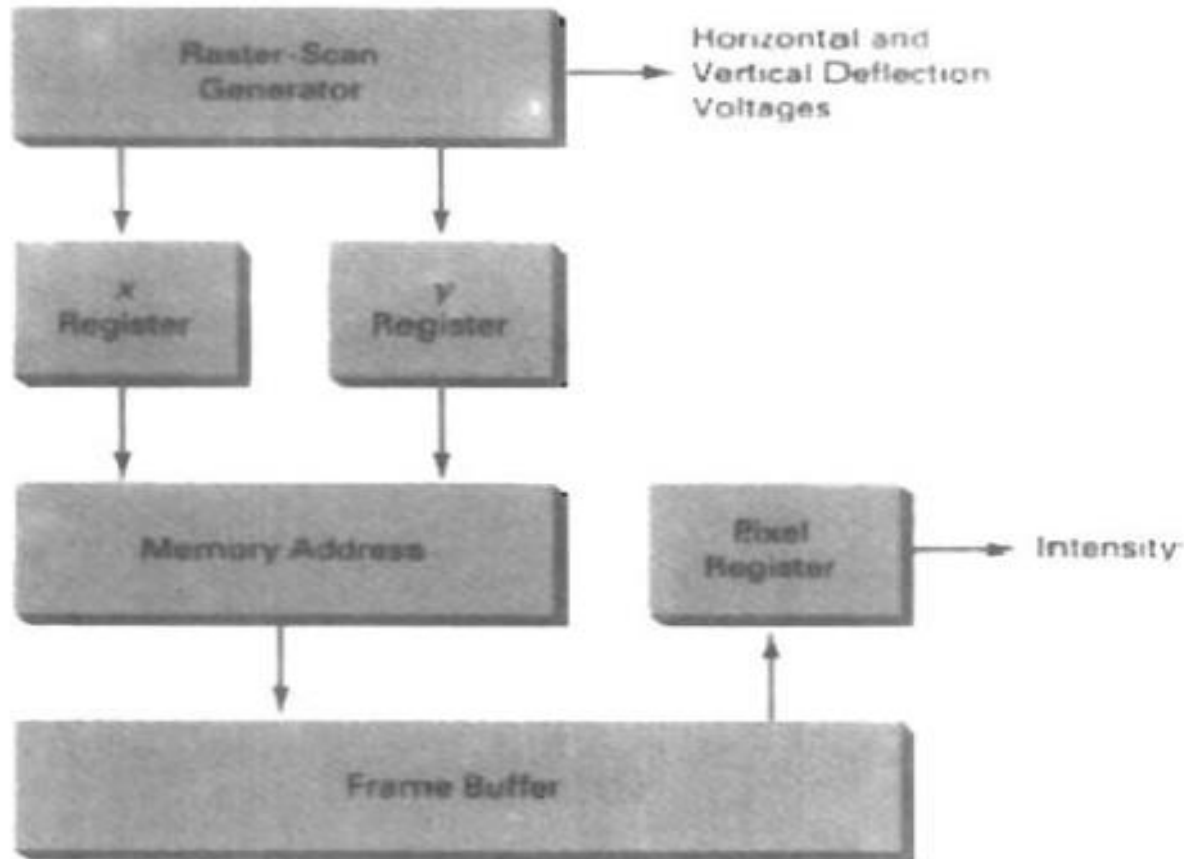 Raster-Scan
Generator
Horizontal and
Vertical Deflection
Voltages
x
Register
y
Register
Memory Address
Pixel
Register
Intensity
Frame Buffer